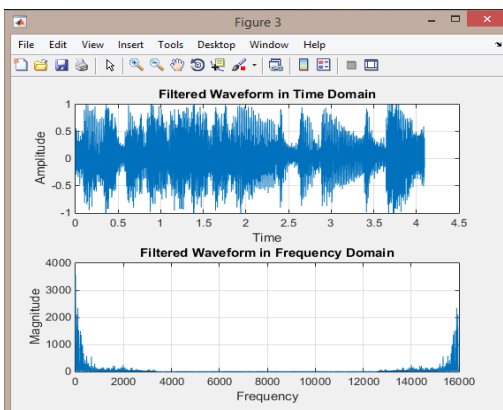 Figure 3
File Edit View Insert Tools Desktop Window Help
Filtered Waveform in Time Domain
1
0.5
0
-0.5
-1
Amplitude
0 0.5 1 1.5 2 2.5 3 3.5 4 4.5
Time
Filtered Waveform in Frequency Domain
4000
3000
2000
1000
0
Magnitude
0 2000 4000 6000 8000 10000 12000 14000 16000
Frequency